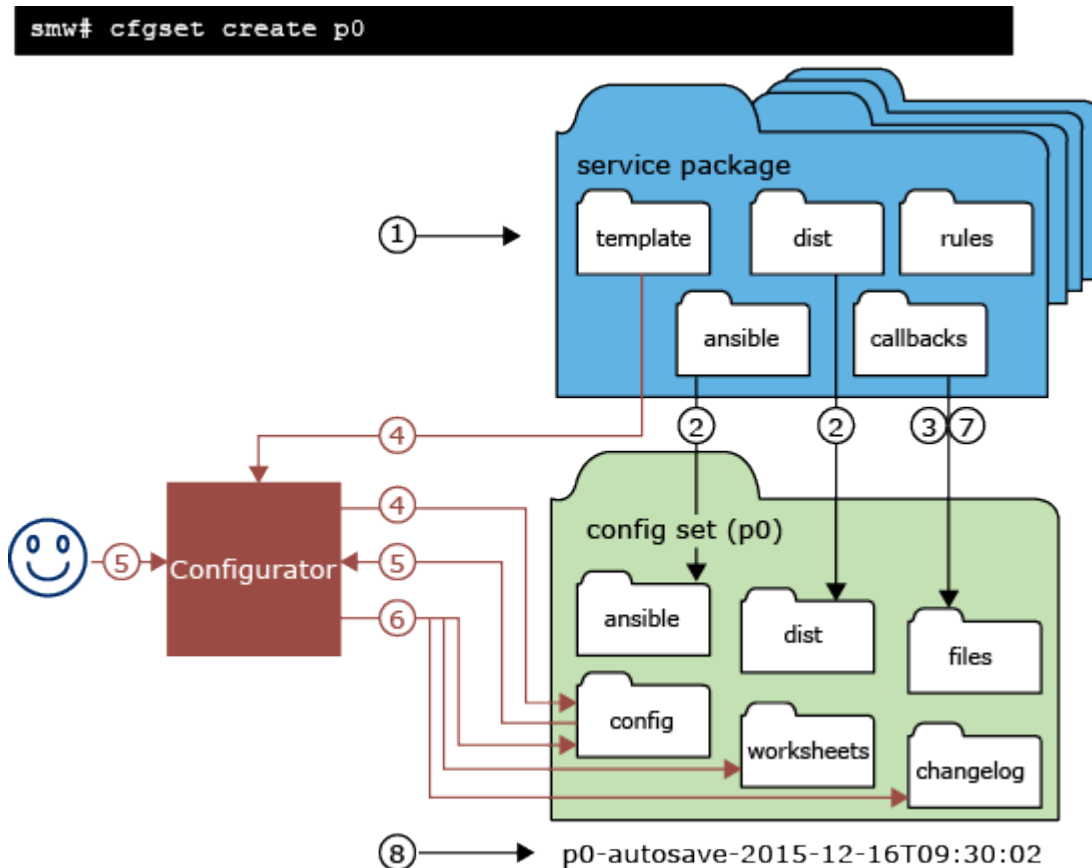 smw# cfgset create p0
service package
template
dist
rules
1
ansible
callbacks
2
2
3
7
4
4
config set (p0)
5
Configurator
5
6
ansible
dist
files
config
worksheets
changelog
8
p0-autosave-2015-12-16T09:30:02